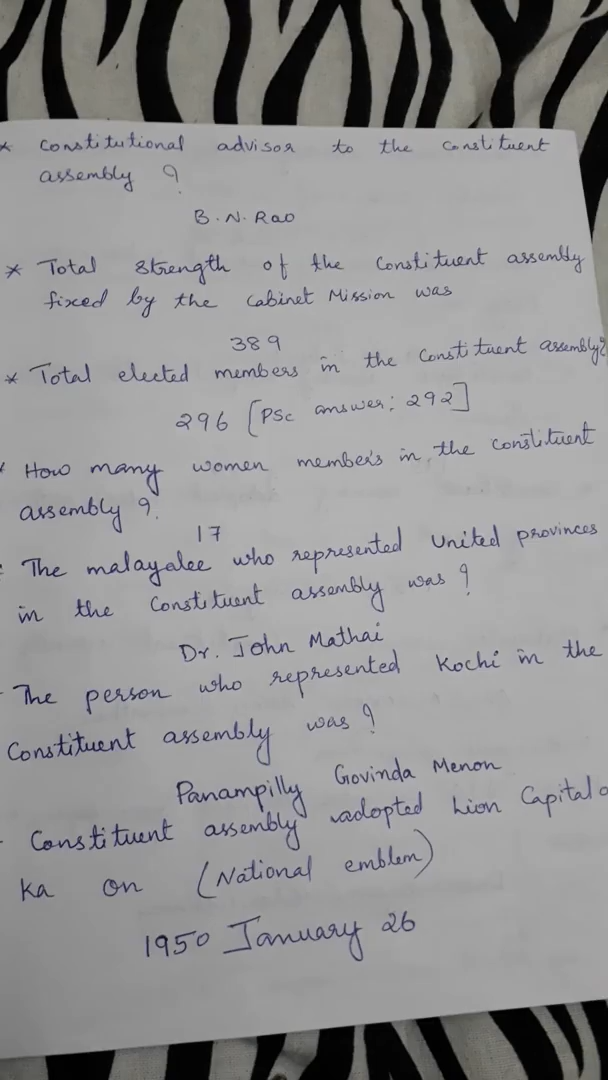 * Constitutional advisor to the constituent
assembly ?
B. N. Rao
* Total strength of the Constituent assembly
fixed by the Cabinet Mission was
389
* Total elected members in the Constituent assembly?
296 [PSC answer: 292]
How many women members in the constituent
assembly ?
17
The malayalee who represented United provinces
in the Constituent assembly was ?
Dr. John Mathai
- The person who represented Kochi in the
Constituent assembly was ?
Panampilly Govinda Menon
- Constituent assembly adopted Lion Capital o
ka on (National emblem)
1950 January 26